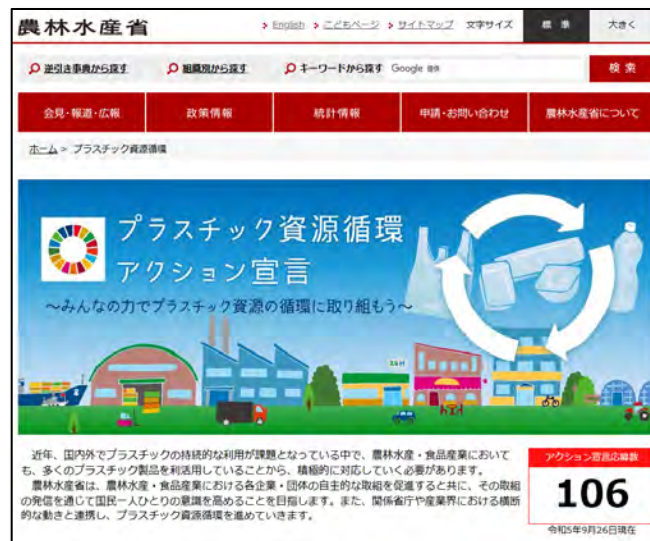 農林水産省
English こどもページ サイトマップ 文字サイズ 標準 大きく
逆引き事典から探す 組織別から探す キーワードから探す Google 検索
会見・報道・広報 政策情報 統計情報 申請・お問い合わせ 農林水産省について
ホーム > プラスチック資源循環
プラスチック資源循環
アクション宣言
～みんなの力でプラスチック資源の循環に取り組もう～
近年、国内外でプラスチックの持続的な利用が課題となっている中で、農林水産・食品産業において
も、多くのプラスチック製品を利活用していることから、積極的に対応していく必要があります。
農林水産省は、農林水産・食品産業における各企業・団体の自主的な取組を促進すると共に、その取組
の発信を通じて国民一人ひとりの意識を高めることを目指します。また、関係省庁や産業界における横断
的な動きと連携し、プラスチック資源循環を進めていきます。
アクション宣言応募数
106
令和5年9月26日現在